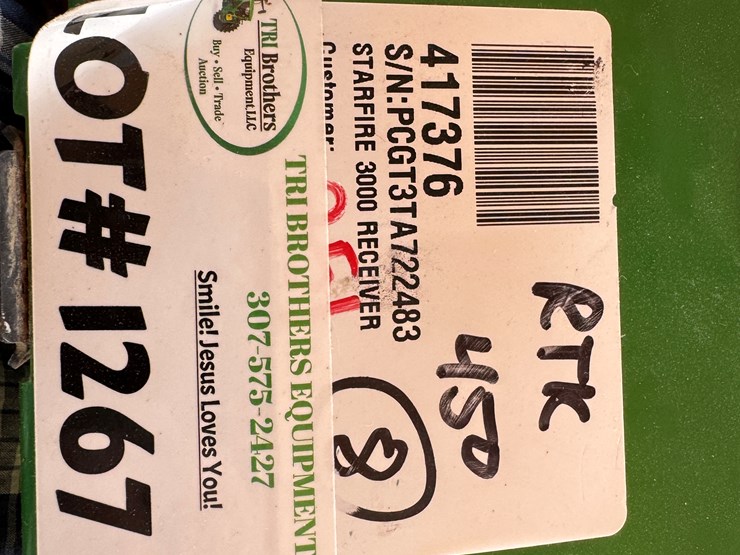 417376
S/N:PCGT3TA722483
STARFIRE 3000 RECEIVER
Customer:
RTK
450
8
TRI Brothers
Equipment LLC
Buy • Sell • Trade
Auction
TRI BROTHERS EQUIPMENT
307-575-2427
Smile! Jesus Loves You!
LOT# 1267